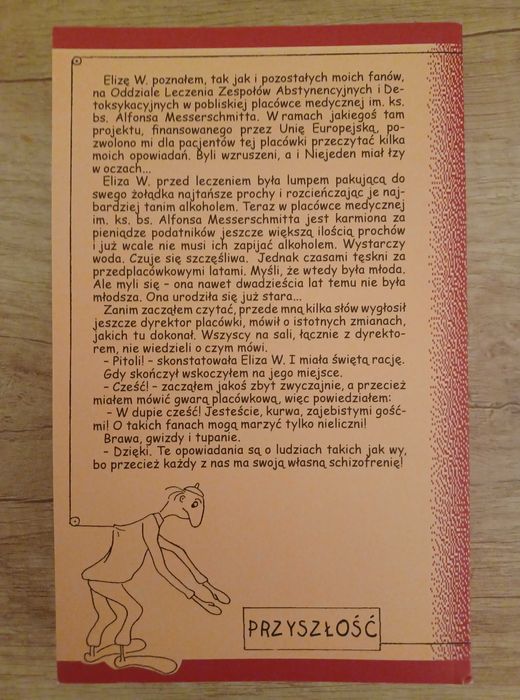 Elizę W. poznałem, tak jak i pozostałych moich fanów,
na Oddziale Leczenia Zespołów Abstynencyjnych i De-
toksykacyjnych w pobliskiej placówce medycznej im. ks.
bs. Alfonsa Messerschmitta. W ramach jakiegoś tam
projektu, finansowanego przez Unię Europejską, po-
zwolono mi dla pacjentów tej placówki przeczytać kilka
moich opowiadań. Byli wzruszeni, a i Niejeden miał łzy
w oczach...
Eliza W. przed leczeniem była lumpem pakującą do
swego żołądka najtańsze prochy i rozcieńczając je naj-
bardziej tanim alkoholem. Teraz w placówce medycznej
im. ks. bs. Alfonsa Messerschmitta jest karmiona za
pieniądze podatników jeszcze większą ilością prochów
i już wcale nie musi ich zapijać alkoholem. Wystarczy
woda. Czuje się szczęśliwa. Jednak czasami tęskni za
przedplacówkowymi latami. Myśli, że wtedy była młoda.
Ale myli się – ona nawet dwadzieścia lat temu nie była
młodsza. Ona urodziła się już stara...
Zanim zacząłem czytać, przede mną kilka słów wygłosił
jeszcze dyrektor placówki, mówił o istotnych zmianach,
jakich tu dokonał. Wszyscy na sali, łącznie z dyrekto-
rem, nie wiedzieli o czym mówi.
– Pitoli! – skonstatowała Eliza W. I miała świętą rację.
Gdy skończył wskoczyłem na jego miejsce.
– Cześć! – zacząłem jakoś zbyt zwyczajnie, a przecież
miałem mówić gwarą placówkową, więc powiedziałem:
– W dupie cześć! Jesteście, kurwa, zajebistymi gość-
mi! O takich fanach mogą marzyć tylko nieliczni!
Brawa, gwizdy i tupanie.
– Dzięki. Te opowiadania są o ludziach takich jak wy,
bo przecież każdy z nas ma swoją własną schizofrenię!
PRZYSZŁOŚĆ